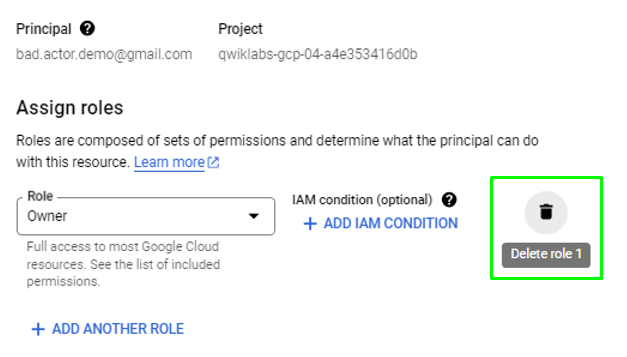 Principal Project
bad.actor.demo@gmail.com qwiklabs-gcp-04-a4e353416d0b
Assign roles
Roles are composed of sets of permissions and determine what the principal can do
with this resource. Learn more
Role
Owner
IAM condition (optional)
+ ADD IAM CONDITION
Delete role 1
Full access to most Google Cloud
resources. See the list of included
permissions.
+ ADD ANOTHER ROLE